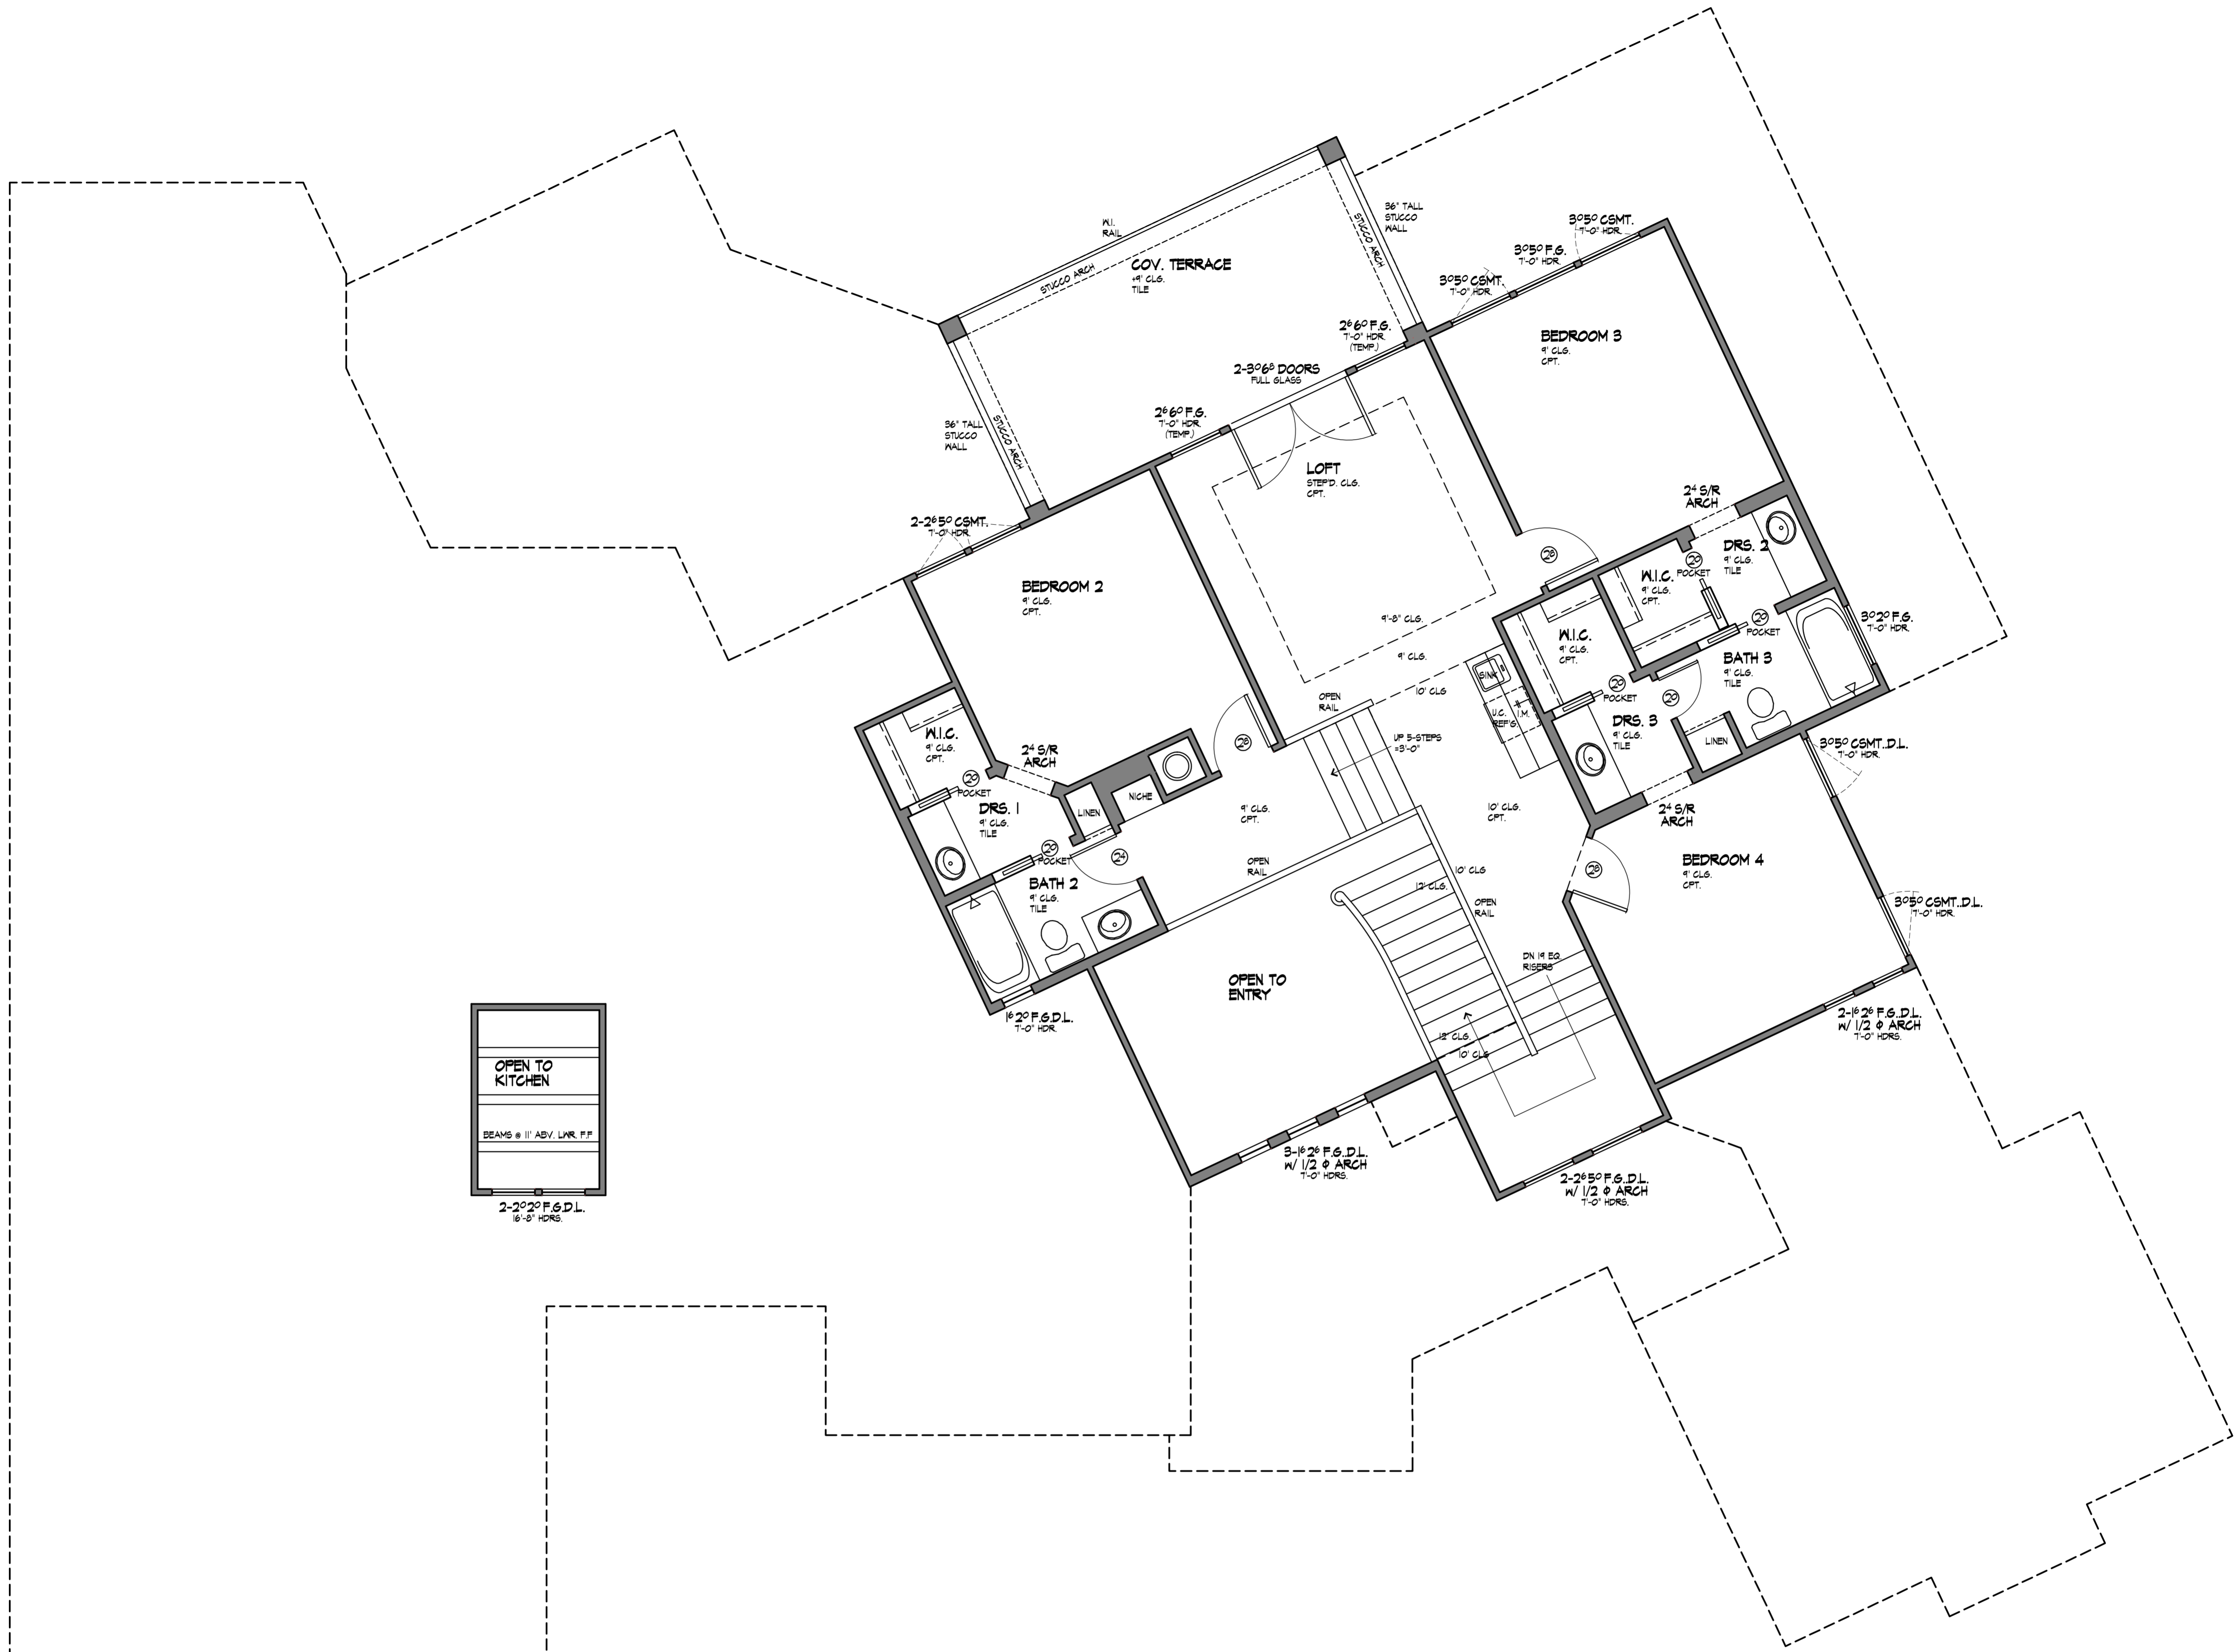 W.I.
RAIL
COV. TERRACE
+9' CLG.
TILE
STUCCO ARCH
STUCCO ARCH
STUCCO ARCH
36" TALL
STUCCO
WALL
36" TALL
STUCCO
WALL
3⁰5⁰ CSMT.
7'-0" HDR.
3⁰5⁰ F.G.
7'-0" HDR.
3⁰5⁰ CSMT.
7'-0" HDR.
2⁶6⁰ F.G.
7'-0" HDR.
(TEMP.)
2-3⁰6⁸ DOORS
FULL GLASS
2⁶6⁰ F.G.
7'-0" HDR.
(TEMP.)
BEDROOM 3
9' CLG.
CPT.
LOFT
STEP'D. CLG.
CPT.
2-2⁶5⁰ CSMT.
7'-0" HDR.
BEDROOM 2
9' CLG.
CPT.
2⁴ S/R
ARCH
DRS. 2
9' CLG.
TILE
2⁸
2⁰
POCKET
W.I.C.
9' CLG.
CPT.
2⁰
POCKET
3⁰2⁰ F.G.
7'-0" HDR.
W.I.C.
9' CLG.
CPT.
BATH 3
9' CLG.
TILE
9'-8" CLG.
9' CLG.
10' CLG
SINK
U.C.
REF'G.
I.M.
2⁰
POCKET
2⁰
DRS. 3
9' CLG.
TILE
LINEN
OPEN
RAIL
UP 5-STEPS
=3'-0"
3⁰5⁰ CSMT..D.L.
7'-0" HDR.
W.I.C.
9' CLG.
CPT.
2⁴ S/R
ARCH
2⁸
2⁰
POCKET
DRS. 1
9' CLG.
TILE
LINEN
NICHE
9' CLG.
CPT.
10' CLG.
CPT.
2⁴ S/R
ARCH
2⁰
POCKET
2⁴
BATH 2
9' CLG.
TILE
OPEN
RAIL
10' CLG
12' CLG.
OPEN
RAIL
2⁸
BEDROOM 4
9' CLG.
CPT.
3⁰5⁰ CSMT..D.L.
7'-0" HDR.
DN 19 EQ.
RISERS
OPEN TO
ENTRY
1⁶2⁰ F.G.D.L.
7'-0" HDR.
12' CLG.
10' CLG
2-1⁶2⁶ F.G..D.L.
W/ 1/2 ⌀ ARCH
7'-0" HDRS.
OPEN TO
KITCHEN
BEAMS @ 11' ABV. LWR. F.F
3-1⁶2⁶ F.G..D.L.
W/ 1/2 ⌀ ARCH
7'-0" HDRS.
2-2⁶5⁰ F.G..D.L.
W/ 1/2 ⌀ ARCH
7'-0" HDRS.
2-2⁰2⁰ F.G.D.L.
16'-8" HDRS.